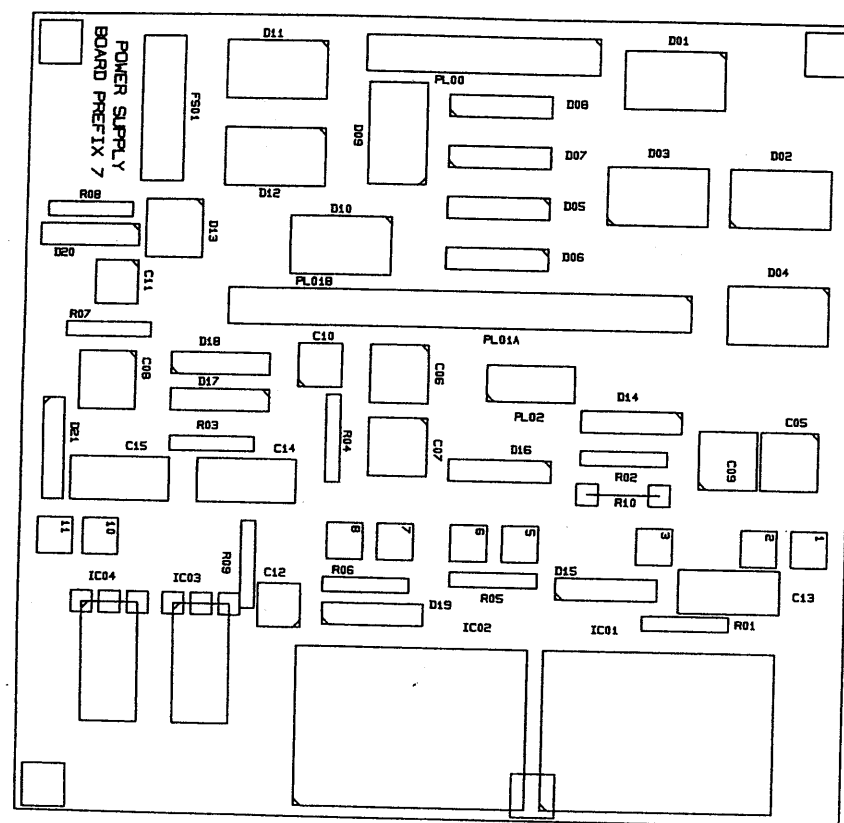 POWER SUPPLY
BOARD PREFIX 7
FS01
D11
PL00
D01
D09
D08
D07
D03
D02
D12
R08
D13
D10
D05
D20
D06
C11
PL01B
D04
R07
C10
PL01A
C08
D18
C06
D17
PL02
D14
D21
R03
R04
C07
D16
C09
C05
C15
C14
R02
R10
11
10
8
7
6
5
3
2
1
R09
IC04
IC03
C12
R06
R05
D15
C13
D19
IC02
IC01
R01